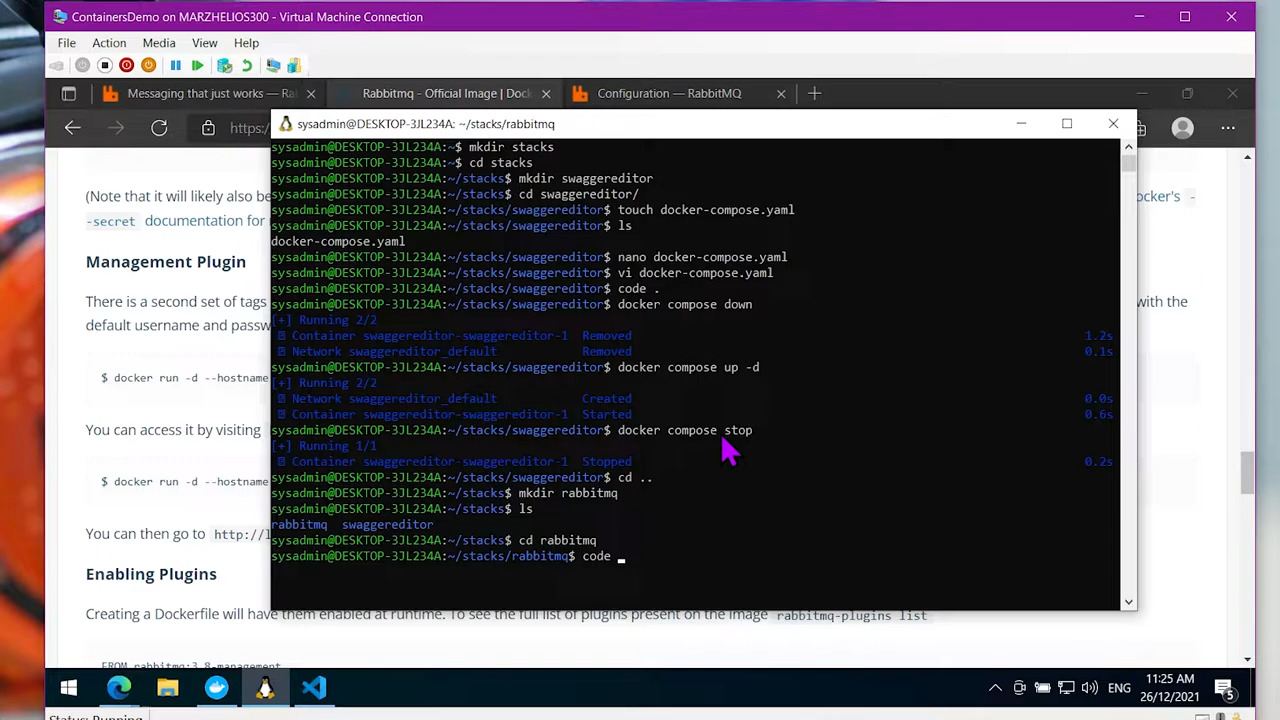 ContainersDemo on MARZHELIOS300 - Virtual Machine Connection
File Action Media View Help
Messaging that just works — Ra
Rabbitmq - Official Image | Dock
Configuration — RabbitMQ
https:
sysadmin@DESKTOP-3JL234A: ~/stacks/rabbitmq
sysadmin@DESKTOP-3JL234A:~$ mkdir stacks
sysadmin@DESKTOP-3JL234A:~$ cd stacks
sysadmin@DESKTOP-3JL234A:~/stacks$ mkdir swaggereditor
sysadmin@DESKTOP-3JL234A:~/stacks$ cd swaggereditor/
sysadmin@DESKTOP-3JL234A:~/stacks/swaggereditor$ touch docker-compose.yaml
sysadmin@DESKTOP-3JL234A:~/stacks/swaggereditor$ ls
docker-compose.yaml
sysadmin@DESKTOP-3JL234A:~/stacks/swaggereditor$ nano docker-compose.yaml
sysadmin@DESKTOP-3JL234A:~/stacks/swaggereditor$ vi docker-compose.yaml
sysadmin@DESKTOP-3JL234A:~/stacks/swaggereditor$ code .
sysadmin@DESKTOP-3JL234A:~/stacks/swaggereditor$ docker compose down
[+] Running 2/2
Container swaggereditor-swaggereditor-1 Removed 1.2s
Network swaggereditor_default Removed 0.1s
sysadmin@DESKTOP-3JL234A:~/stacks/swaggereditor$ docker compose up -d
[+] Running 2/2
Network swaggereditor_default Created 0.0s
Container swaggereditor-swaggereditor-1 Started 0.6s
sysadmin@DESKTOP-3JL234A:~/stacks/swaggereditor$ docker compose stop
[+] Running 1/1
Container swaggereditor-swaggereditor-1 Stopped 0.2s
sysadmin@DESKTOP-3JL234A:~/stacks/swaggereditor$ cd ..
sysadmin@DESKTOP-3JL234A:~/stacks$ mkdir rabbitmq
sysadmin@DESKTOP-3JL234A:~/stacks$ ls
rabbitmq swaggereditor
sysadmin@DESKTOP-3JL234A:~/stacks$ cd rabbitmq
sysadmin@DESKTOP-3JL234A:~/stacks/rabbitmq$ code _
(Note that it will likely also be
ocker's -
-secret documentation for
Management Plugin
There is a second set of tags
with the
default username and passw
$ docker run -d --hostname
You can access it by visiting
$ docker run -d --hostname
You can then go to http://l
Enabling Plugins
Creating a Dockerfile will have them enabled at runtime. To see the full list of plugins present on the image rabbitmq-plugins list
FROM rabbitmq:3.8-management
11:25 AM
ENG
26/12/2021
5
Status: Running